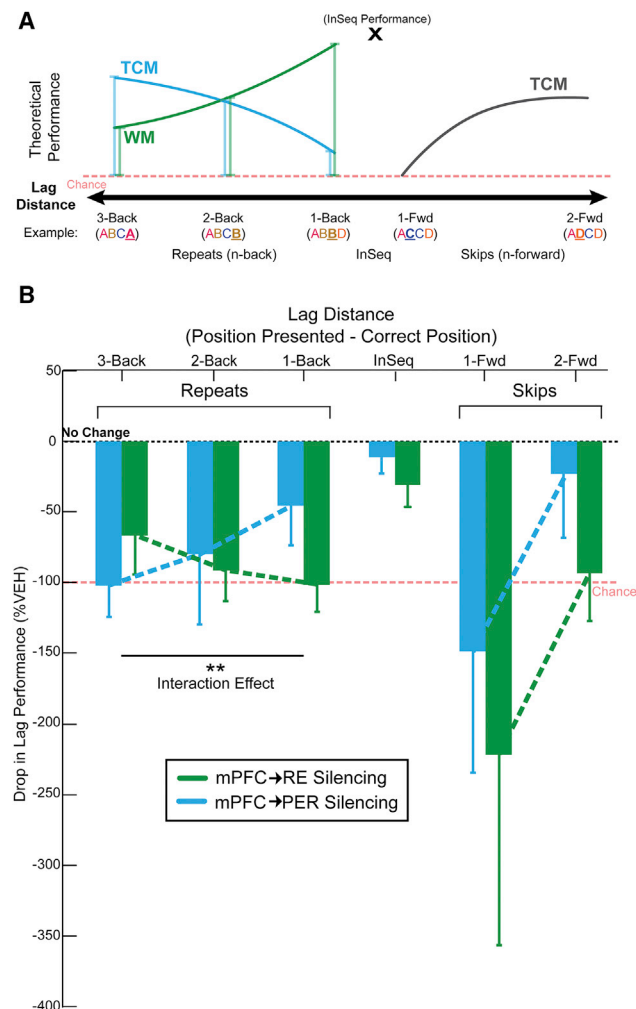 A
(InSeq Performance)
X
TCM
TCM
WM
Theoretical
Performance
Chance
Lag
Distance
3-Back
2-Back
1-Back
1-Fwd
2-Fwd
Example:
(ABCA)
(ABCB)
(ABBD)
(ACCD)
(ADCD)
Repeats (n-back)
InSeq
Skips (n-forward)
B
Lag Distance
(Position Presented - Correct Position)
3-Back
2-Back
1-Back
InSeq
1-Fwd
2-Fwd
50
Repeats
Skips
No Change
0
-50
-100
Chance
-150
**
Interaction Effect
-200
-250
-300
-350
-400
Drop in Lag Performance (%VEH)
mPFC➔RE Silencing
mPFC➔PER Silencing